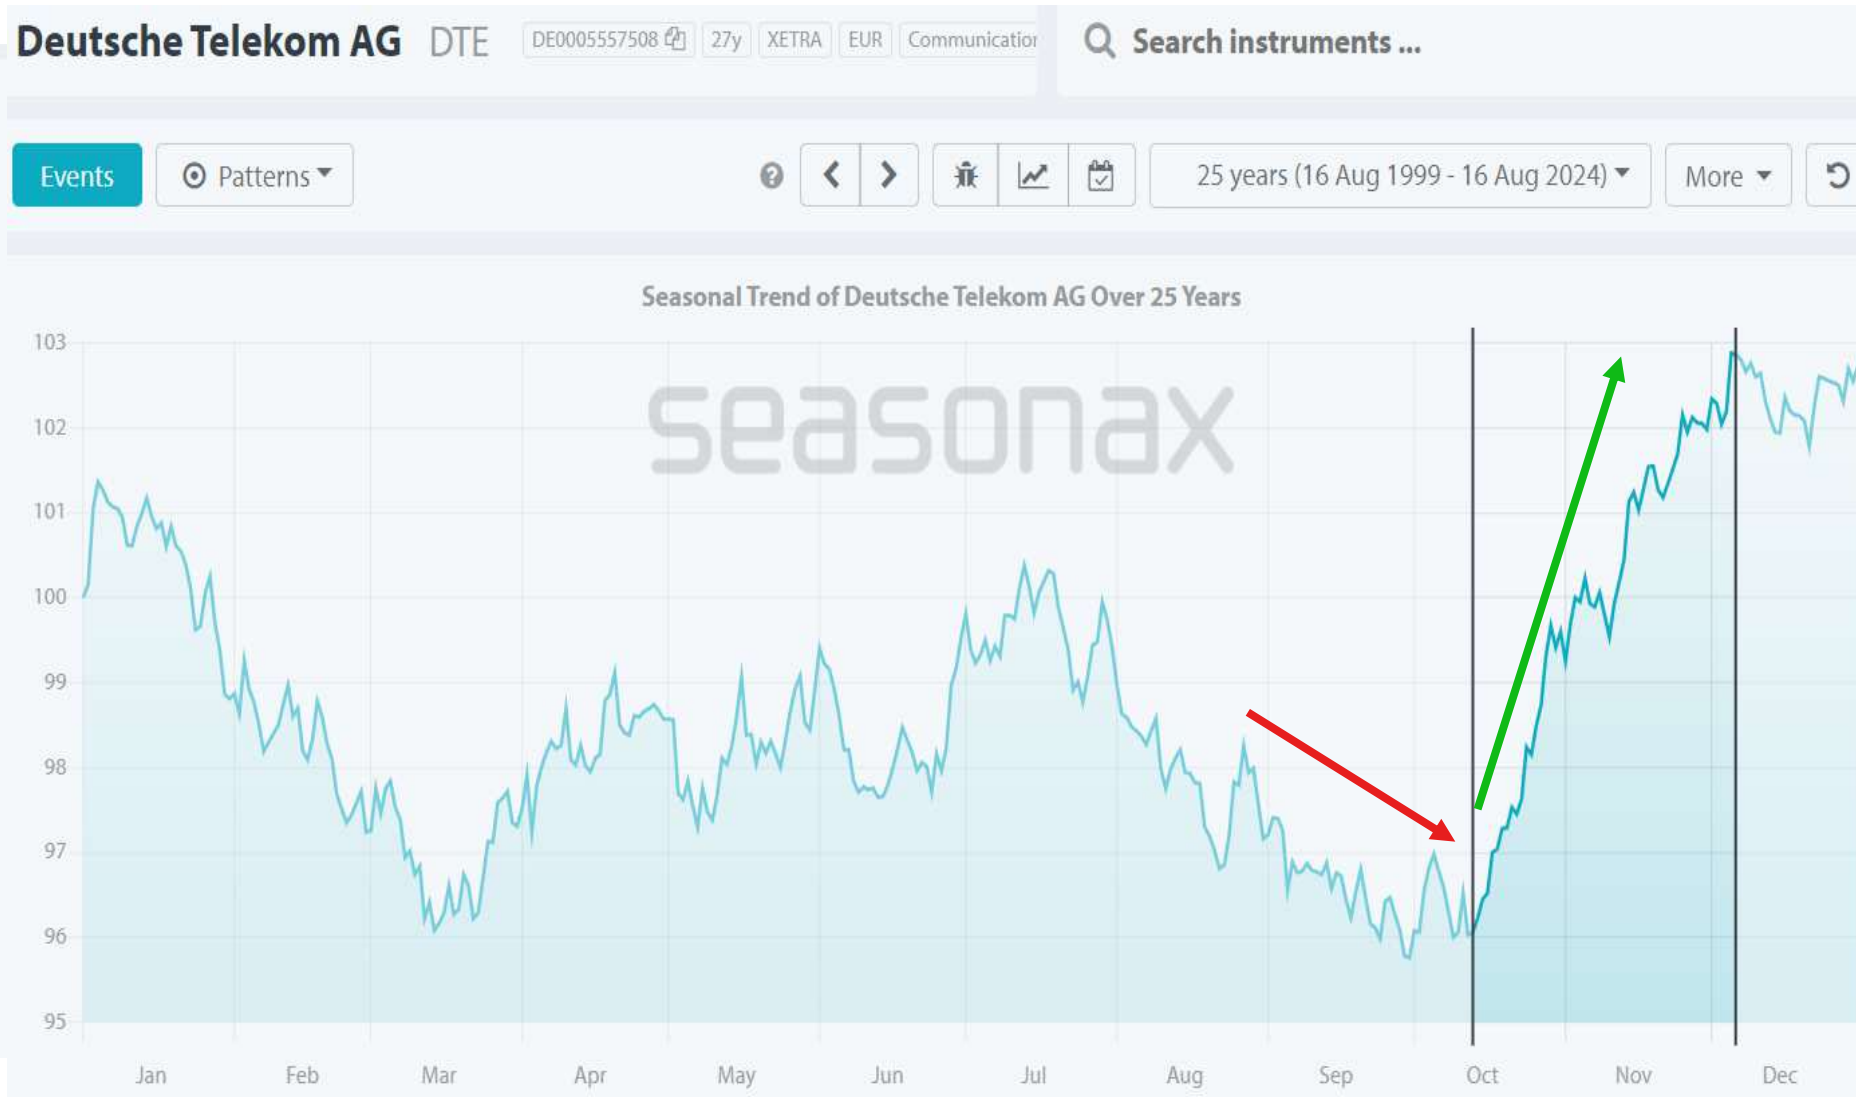 Deutsche Telekom AG DTE DE0005557508 27y XETRA EUR Communication
Search instruments ...
Events Patterns 25 years (16 Aug 1999 - 16 Aug 2024) More
Seasonal Trend of Deutsche Telekom AG Over 25 Years
seasonax
103
102
101
100
99
98
97
96
95
Jan Feb Mar Apr May Jun Jul Aug Sep Oct Nov Dec